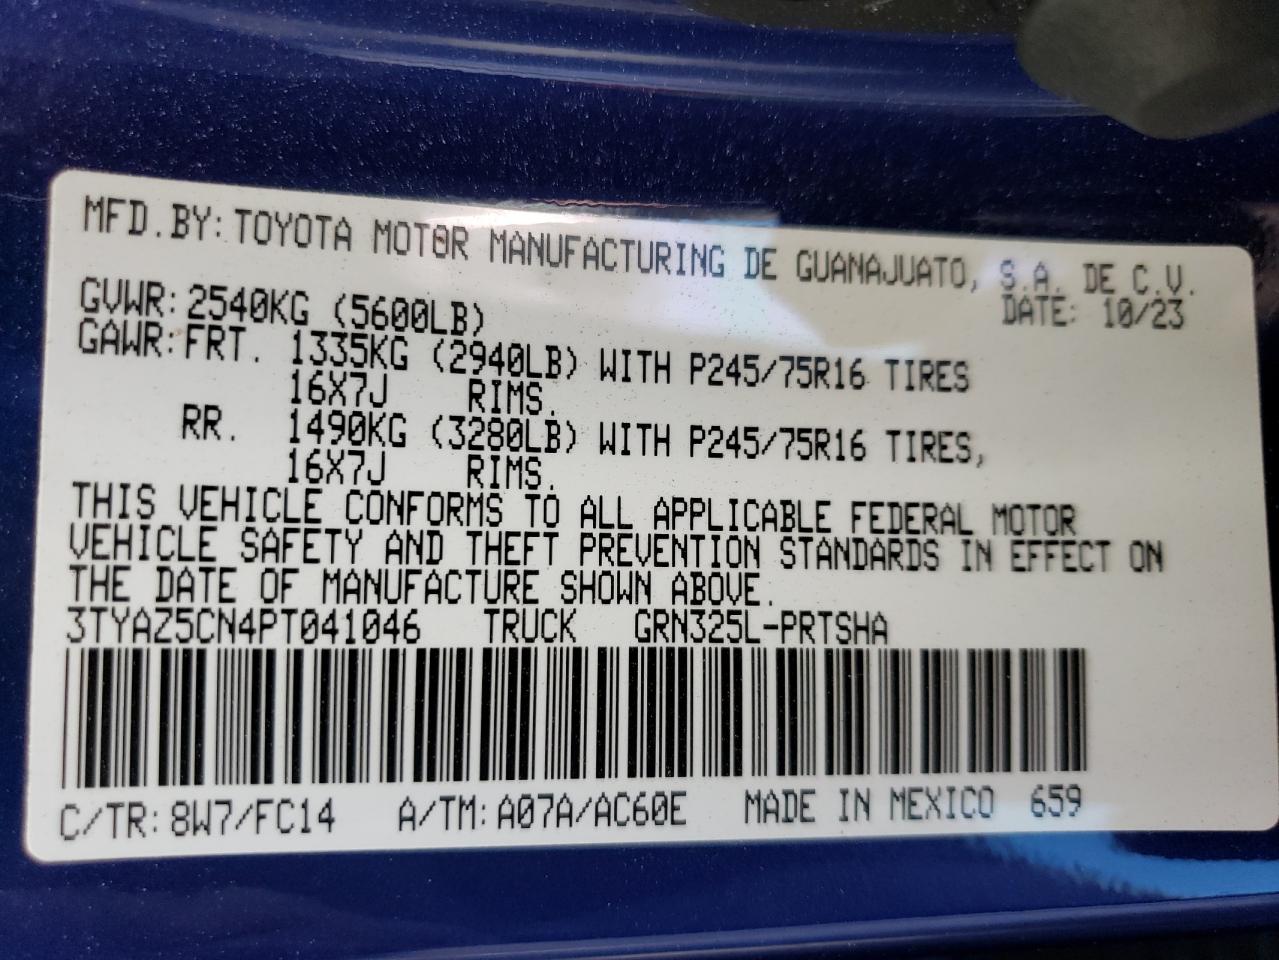 MFD.BY:TOYOTA MOTOR MANUFACTURING DE GUANAJUATO, S.A. DE C.V.
GVWR:2540KG (5600LB) DATE: 10/23
GAWR:FRT. 1335KG (2940LB) WITH P245/75R16 TIRES
16X7J RIMS.
RR. 1490KG (3280LB) WITH P245/75R16 TIRES,
16X7J RIMS.
THIS VEHICLE CONFORMS TO ALL APPLICABLE FEDERAL MOTOR
VEHICLE SAFETY AND THEFT PREVENTION STANDARDS IN EFFECT ON
THE DATE OF MANUFACTURE SHOWN ABOVE.
3TYAZ5CN4PT041046 TRUCK GRN325L-PRTSHA
C/TR:8W7/FC14 A/TM:A07A/AC60E MADE IN MEXICO 659